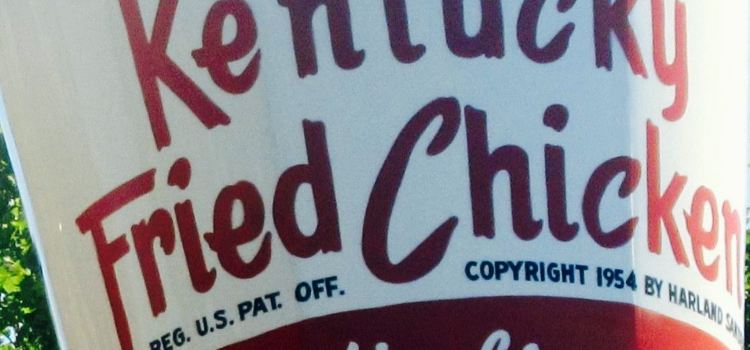 Kentucky
Fried Chicken
REG. U.S. PAT. OFF. COPYRIGHT 1954 BY HARLAND